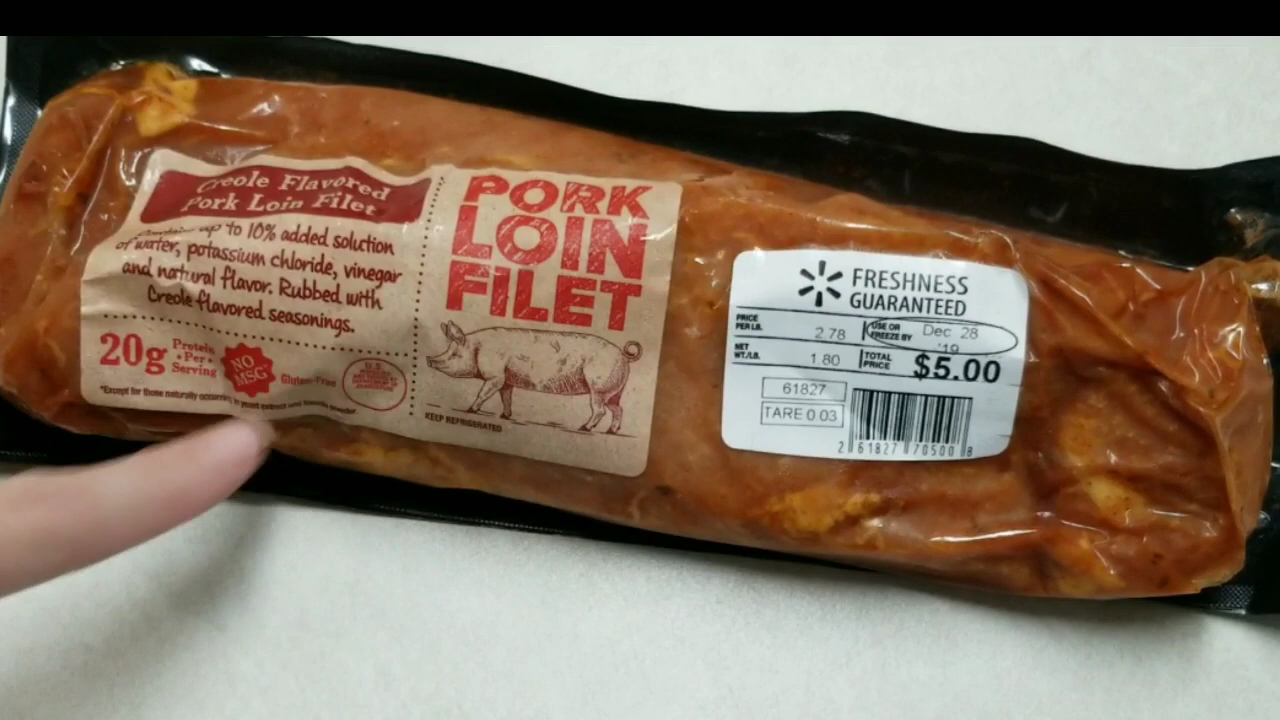 Creole Flavored
Pork Loin Filet
up to 10% added solution
of water, potassium chloride, vinegar
and natural flavor. Rubbed with
Creole flavored seasonings.
20g
Protein
• Per •
Serving
NO
MSG*
Gluten-Free
*Except for those naturally occurring in yeast extract and tomato powder.
PORK
LOIN
FILET
KEEP REFRIGERATED
FRESHNESS
GUARANTEED
PRICE
PER LB.
2.78
USE OR
FREEZE BY
Dec 28
'19
NET
WT./LB.
1.80
TOTAL
PRICE
$5.00
61827
TARE 0.03
2 61827 70500 8